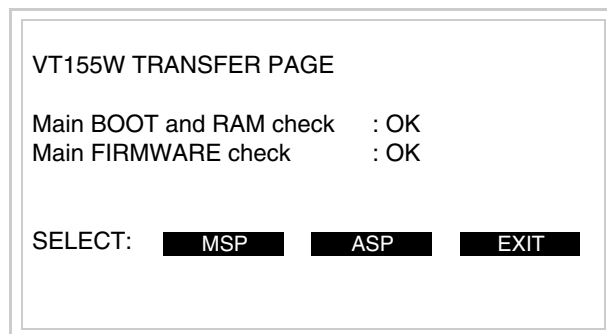 VT155W TRANSFER PAGE
Main BOOT and RAM check : OK
Main FIRMWARE check : OK
SELECT: MSP ASP EXIT